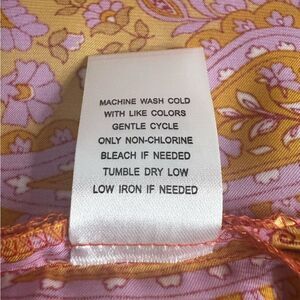 MACHINE WASH COLD
WITH LIKE COLORS
GENTLE CYCLE
ONLY NON-CHLORINE
BLEACH IF NEEDED
TUMBLE DRY LOW
LOW IRON IF NEEDED